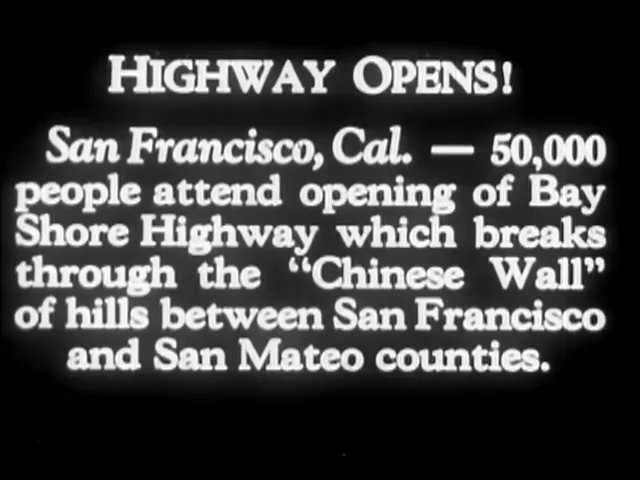 HIGHWAY OPENS!
San Francisco, Cal. — 50,000
people attend opening of Bay
Shore Highway which breaks
through the “Chinese Wall”
of hills between San Francisco
and San Mateo counties.